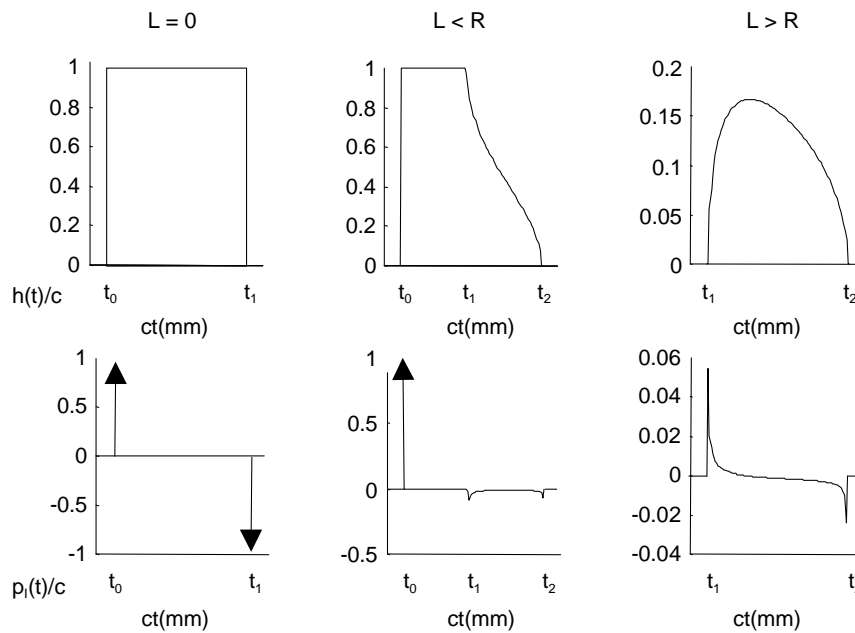 L = 0 L < R L > R
1 1 0.2
0.8 0.8 0.15
0.6 0.6
0.4 0.4 0.1
0.2 0.2 0.05
0 0 0
h(t)/c t₀ t₁ t₀ t₁ t₂ t₁ t₂
ct(mm) ct(mm) ct(mm)
1 1 0.06
0.5 0.5 0.04
0.02
0 0 0
-0.5 -0.02
-1 -0.5 -0.04
pₗ(t)/c t₀ t₁ t₀ t₁ t₂ t₁
ct(mm) ct(mm) ct(mm)